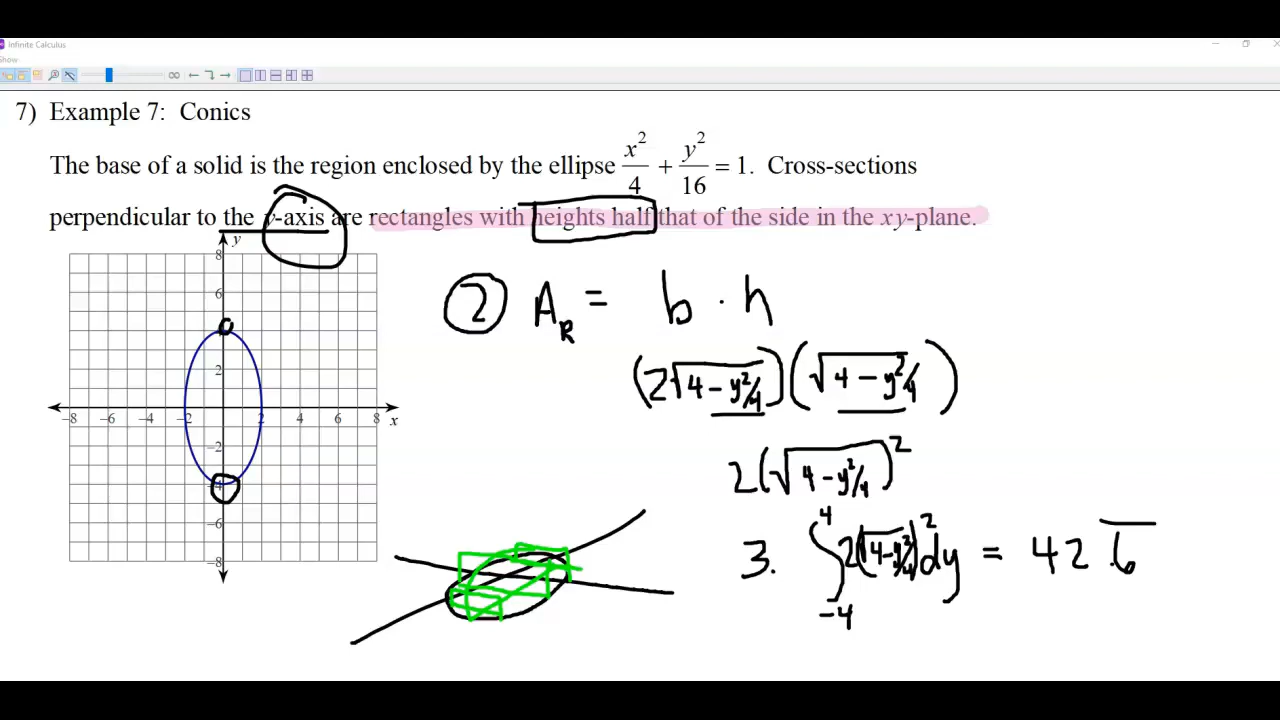 Infinite Calculus
Show
7) Example 7: Conics
The base of a solid is the region enclosed by the ellipse x²/4 + y²/16 = 1. Cross-sections
perpendicular to the y-axis are rectangles with heights half that of the side in the xy-plane.
y
8
6
2
−8 −6 −4 −2 2 4 6 8 x
−2
−4
−6
−8
② A_R = b · h
(2√(4 − y²/4))(√(4 − y²/4))
2(√(4 − y²/4))²
3. ∫_{-4}^{4} 2(√(4 − y²/4))² dy = 42.6̅